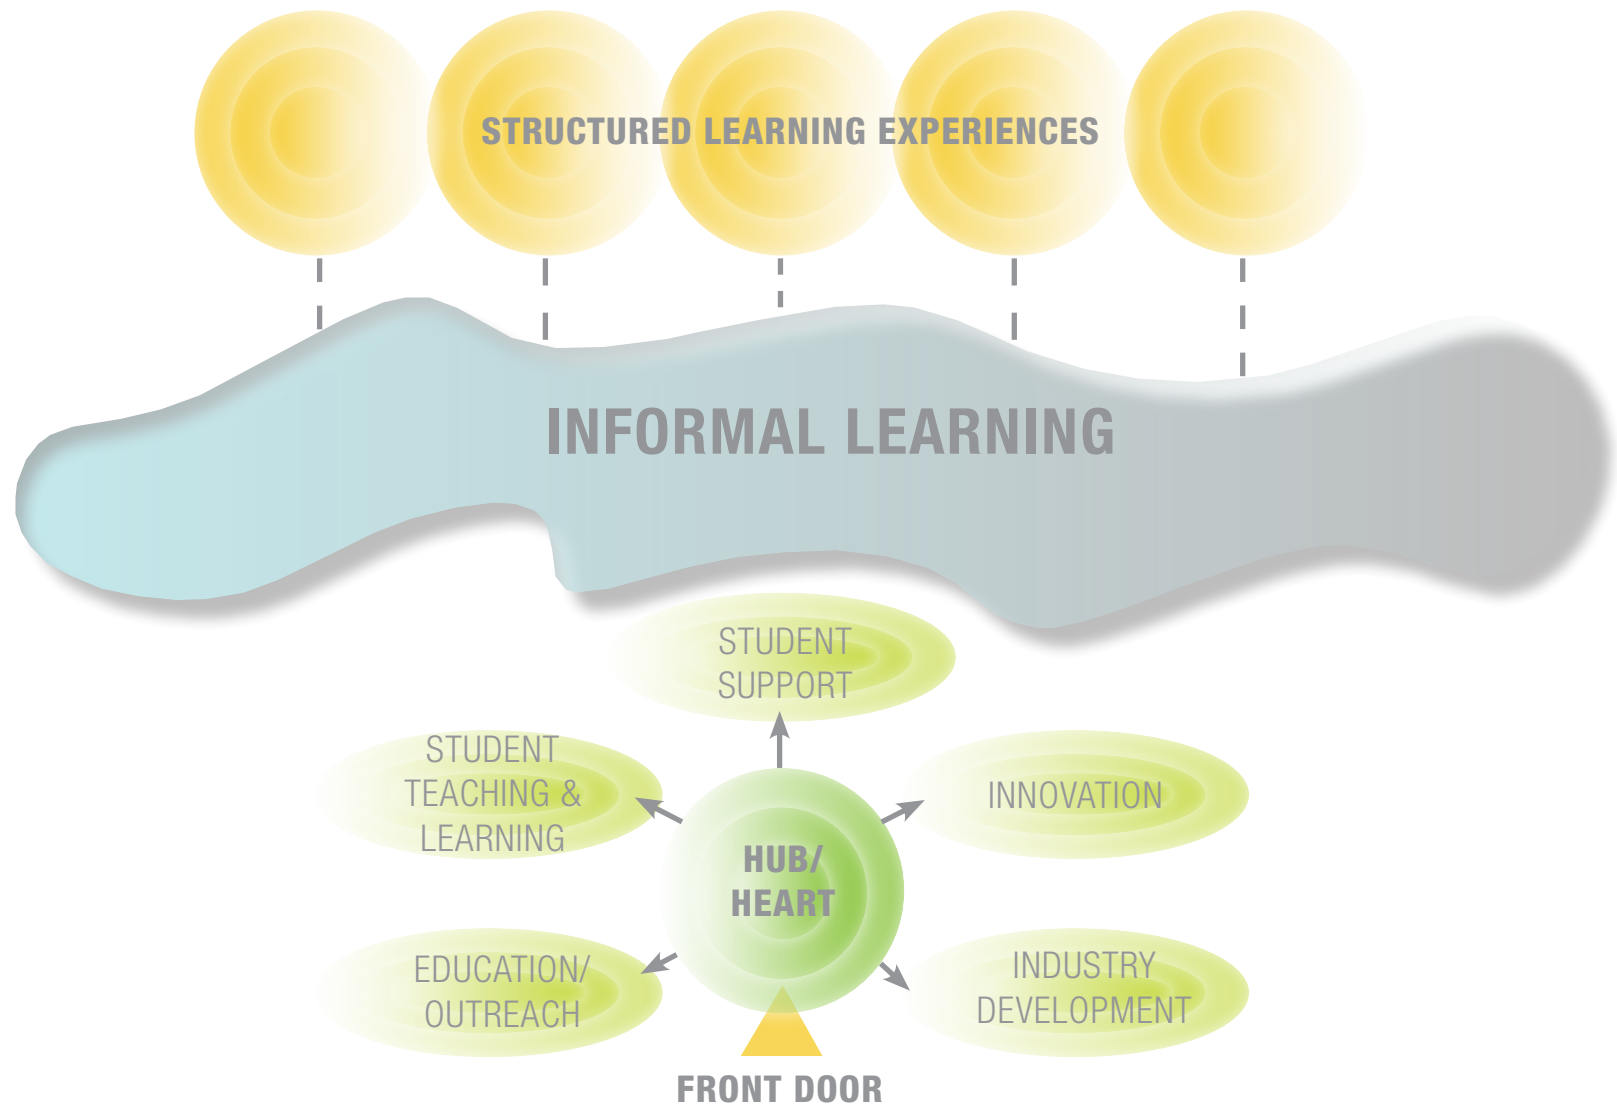 STRUCTURED LEARNING EXPERIENCES
INFORMAL LEARNING
STUDENT
SUPPORT
STUDENT
TEACHING &
LEARNING
INNOVATION
HUB/
HEART
EDUCATION/
OUTREACH
INDUSTRY
DEVELOPMENT
FRONT DOOR